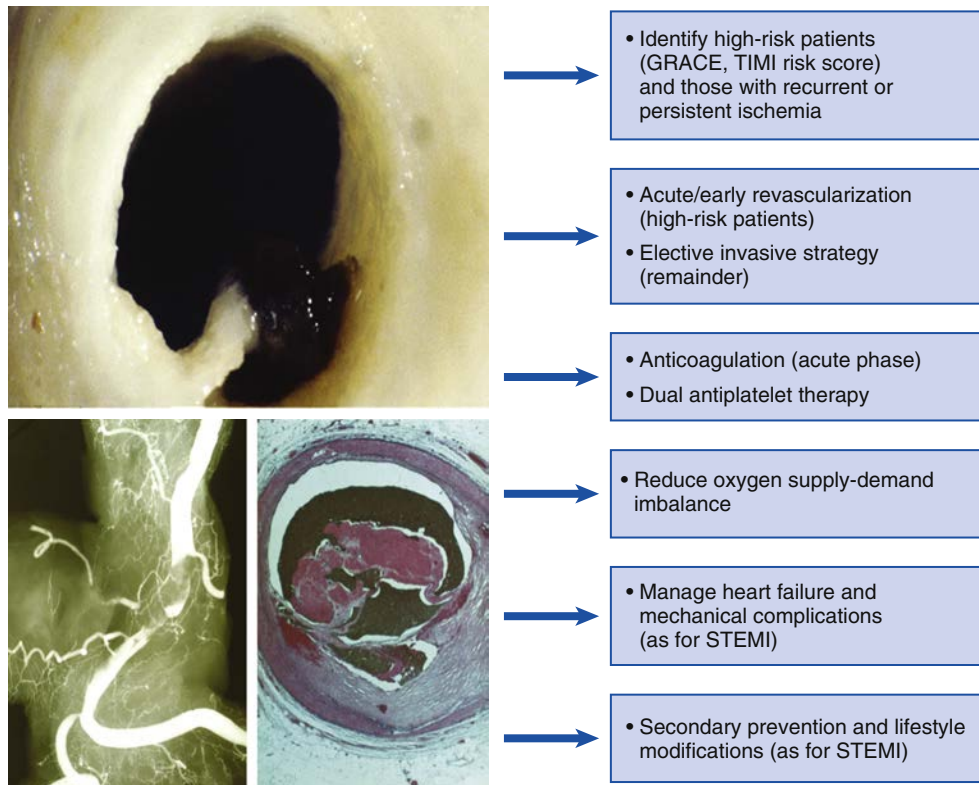 • Identify high-risk patients
(GRACE, TIMI risk score)
and those with recurrent or
persistent ischemia
• Acute/early revascularization
(high-risk patients)
• Elective invasive strategy
(remainder)
• Anticoagulation (acute phase)
• Dual antiplatelet therapy
• Reduce oxygen supply-demand
imbalance
• Manage heart failure and
mechanical complications
(as for STEMI)
• Secondary prevention and lifestyle
modifications (as for STEMI)